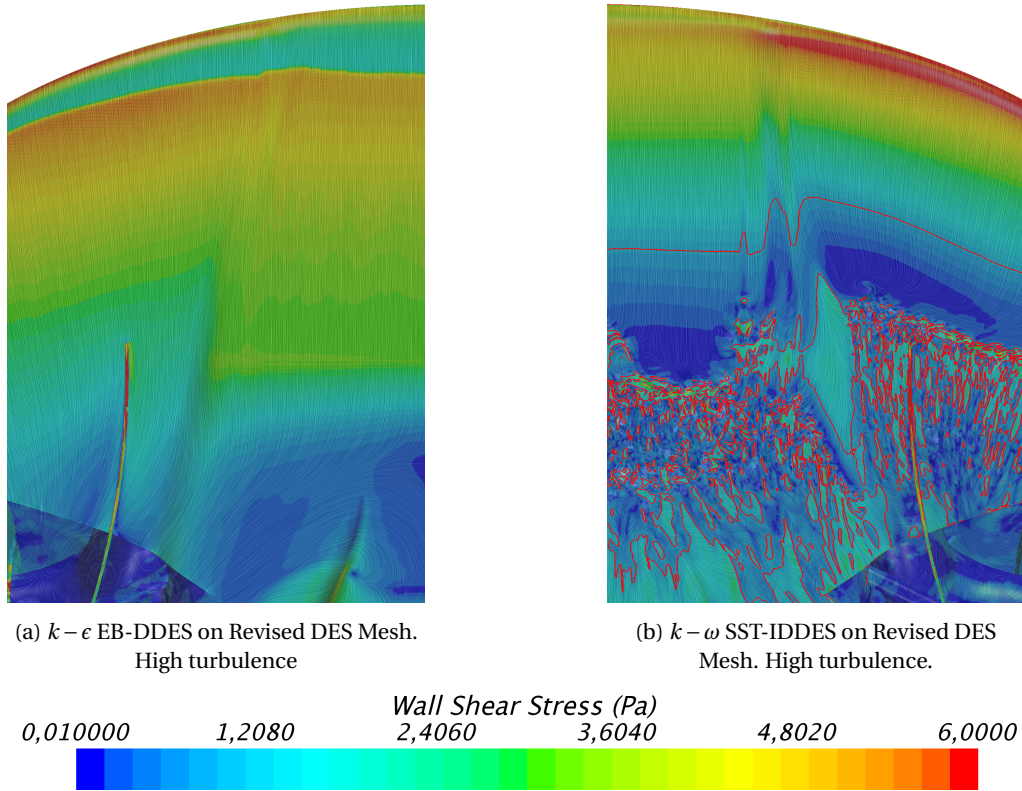 (a) k − ϵ EB-DDES on Revised DES Mesh.
High turbulence
(b) k − ω SST-IDDES on Revised DES
Mesh. High turbulence.
Wall Shear Stress (Pa)
0,010000 1,2080 2,4060 3,6040 4,8020 6,0000